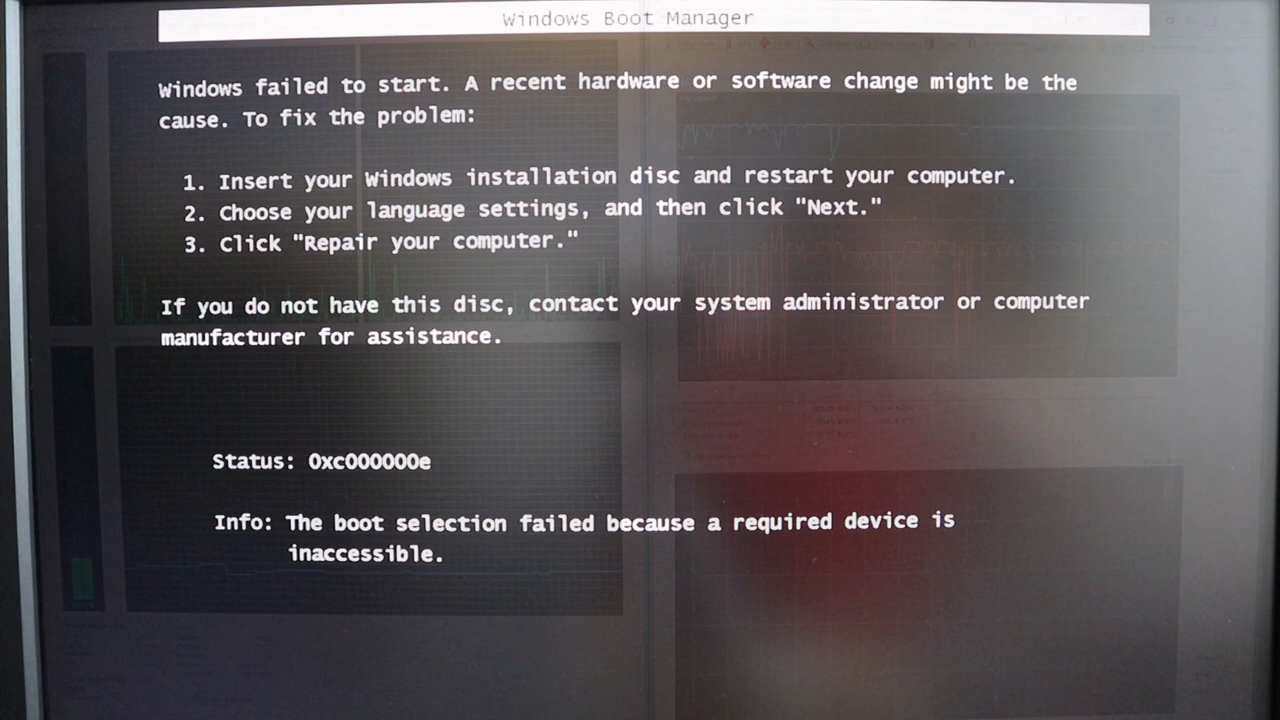 Windows Boot Manager
Windows failed to start. A recent hardware or software change might be the
cause. To fix the problem:
1. Insert your Windows installation disc and restart your computer.
2. Choose your language settings, and then click "Next."
3. Click "Repair your computer."
If you do not have this disc, contact your system administrator or computer
manufacturer for assistance.
Status: 0xc000000e
Info: The boot selection failed because a required device is
inaccessible.